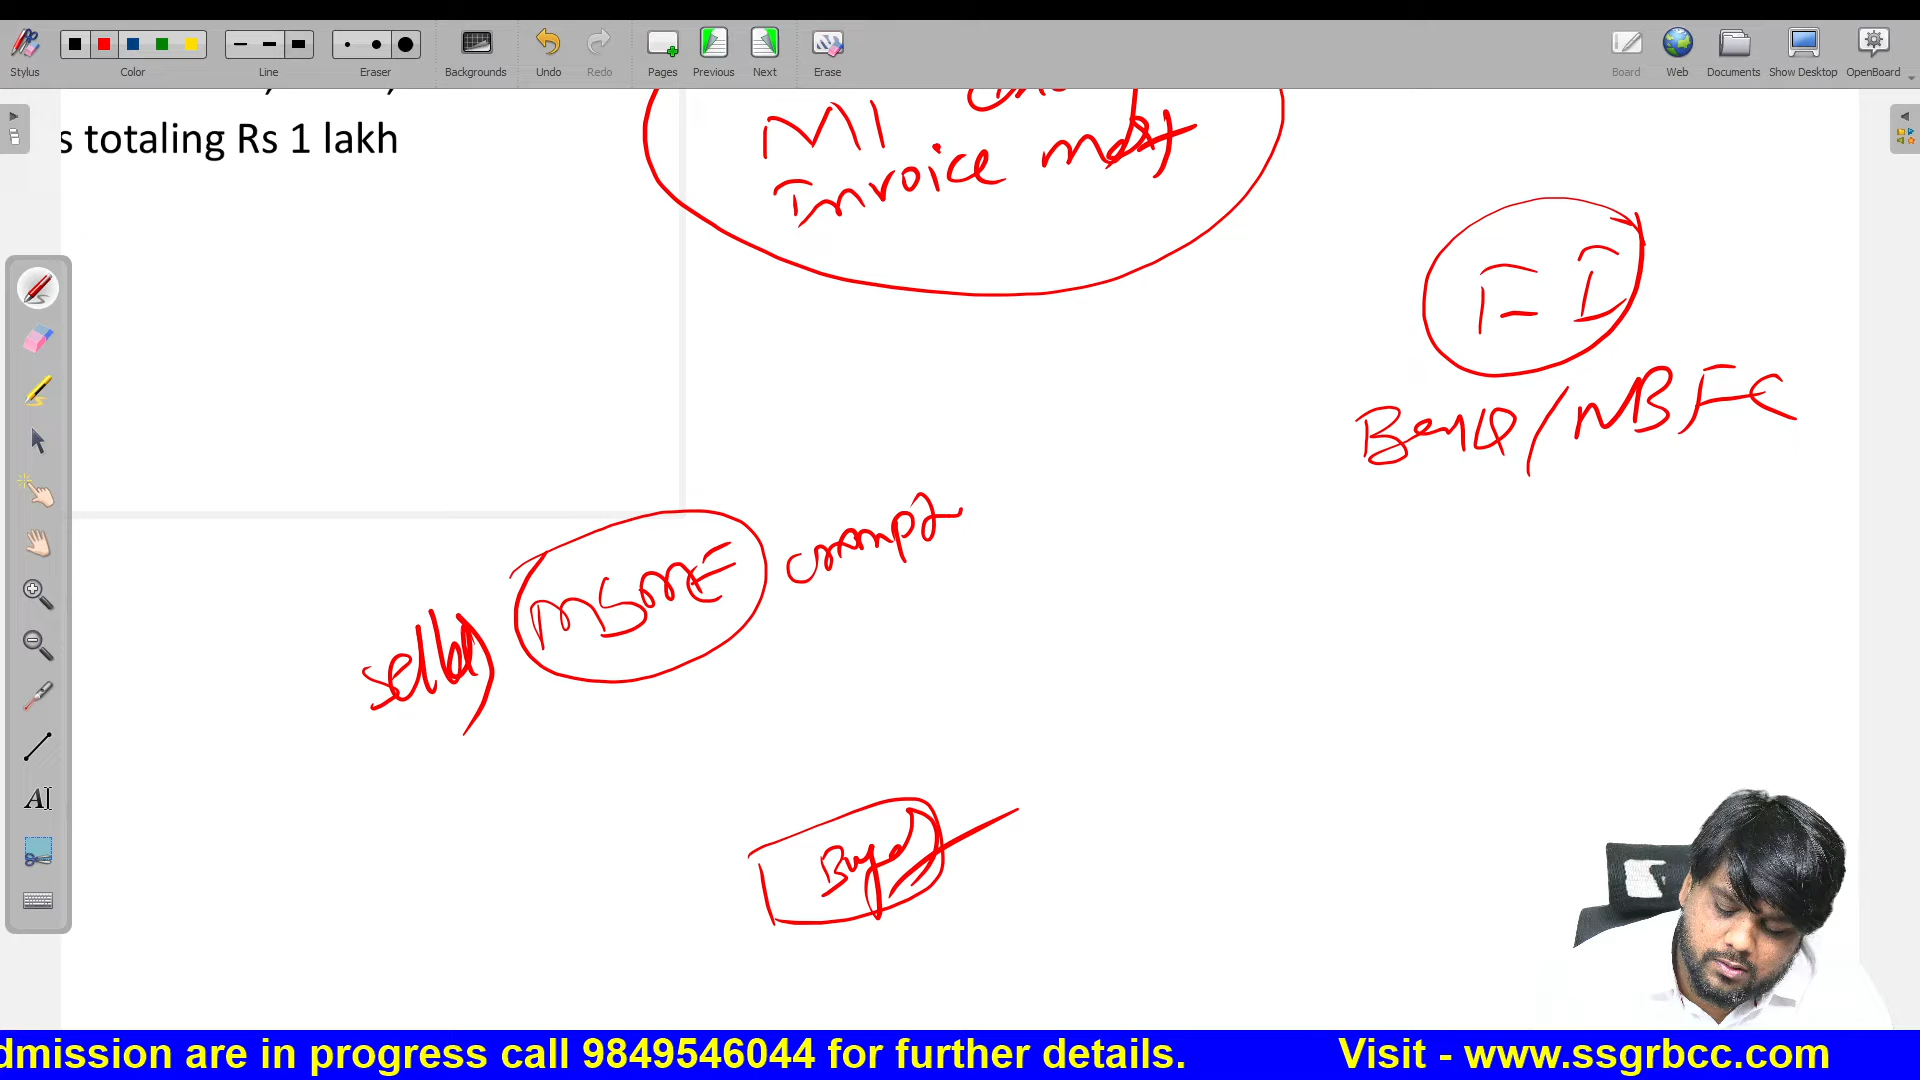 Stylus
Color
Line
Eraser
Backgrounds
Undo
Redo
Pages
Previous
Next
Erase
Board
Web
Documents
Show Desktop
OpenBoard
s totaling Rs 1 lakh
MI
Invoice
FI
Bank/NBFC
MSME
seller
Buyer
A
dmission are in progress call 9849546044 for further details.
Visit - www.ssgrbcc.com